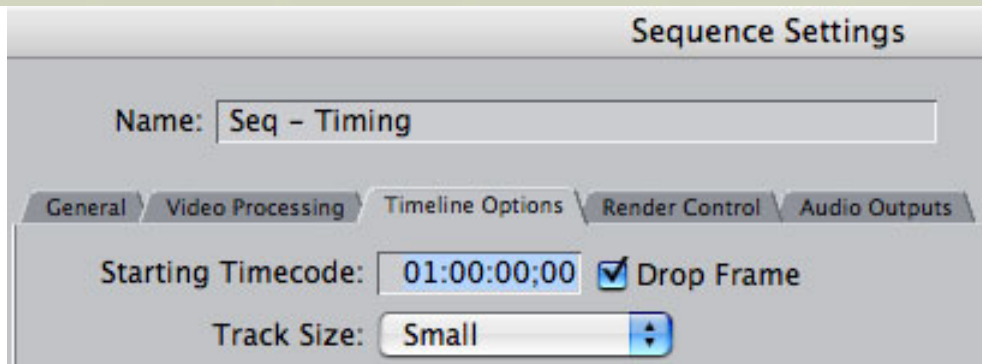 Sequence Settings
Name: Seq – Timing
General Video Processing Timeline Options Render Control Audio Outputs
Starting Timecode: 01:00:00;00 Drop Frame
Track Size: Small